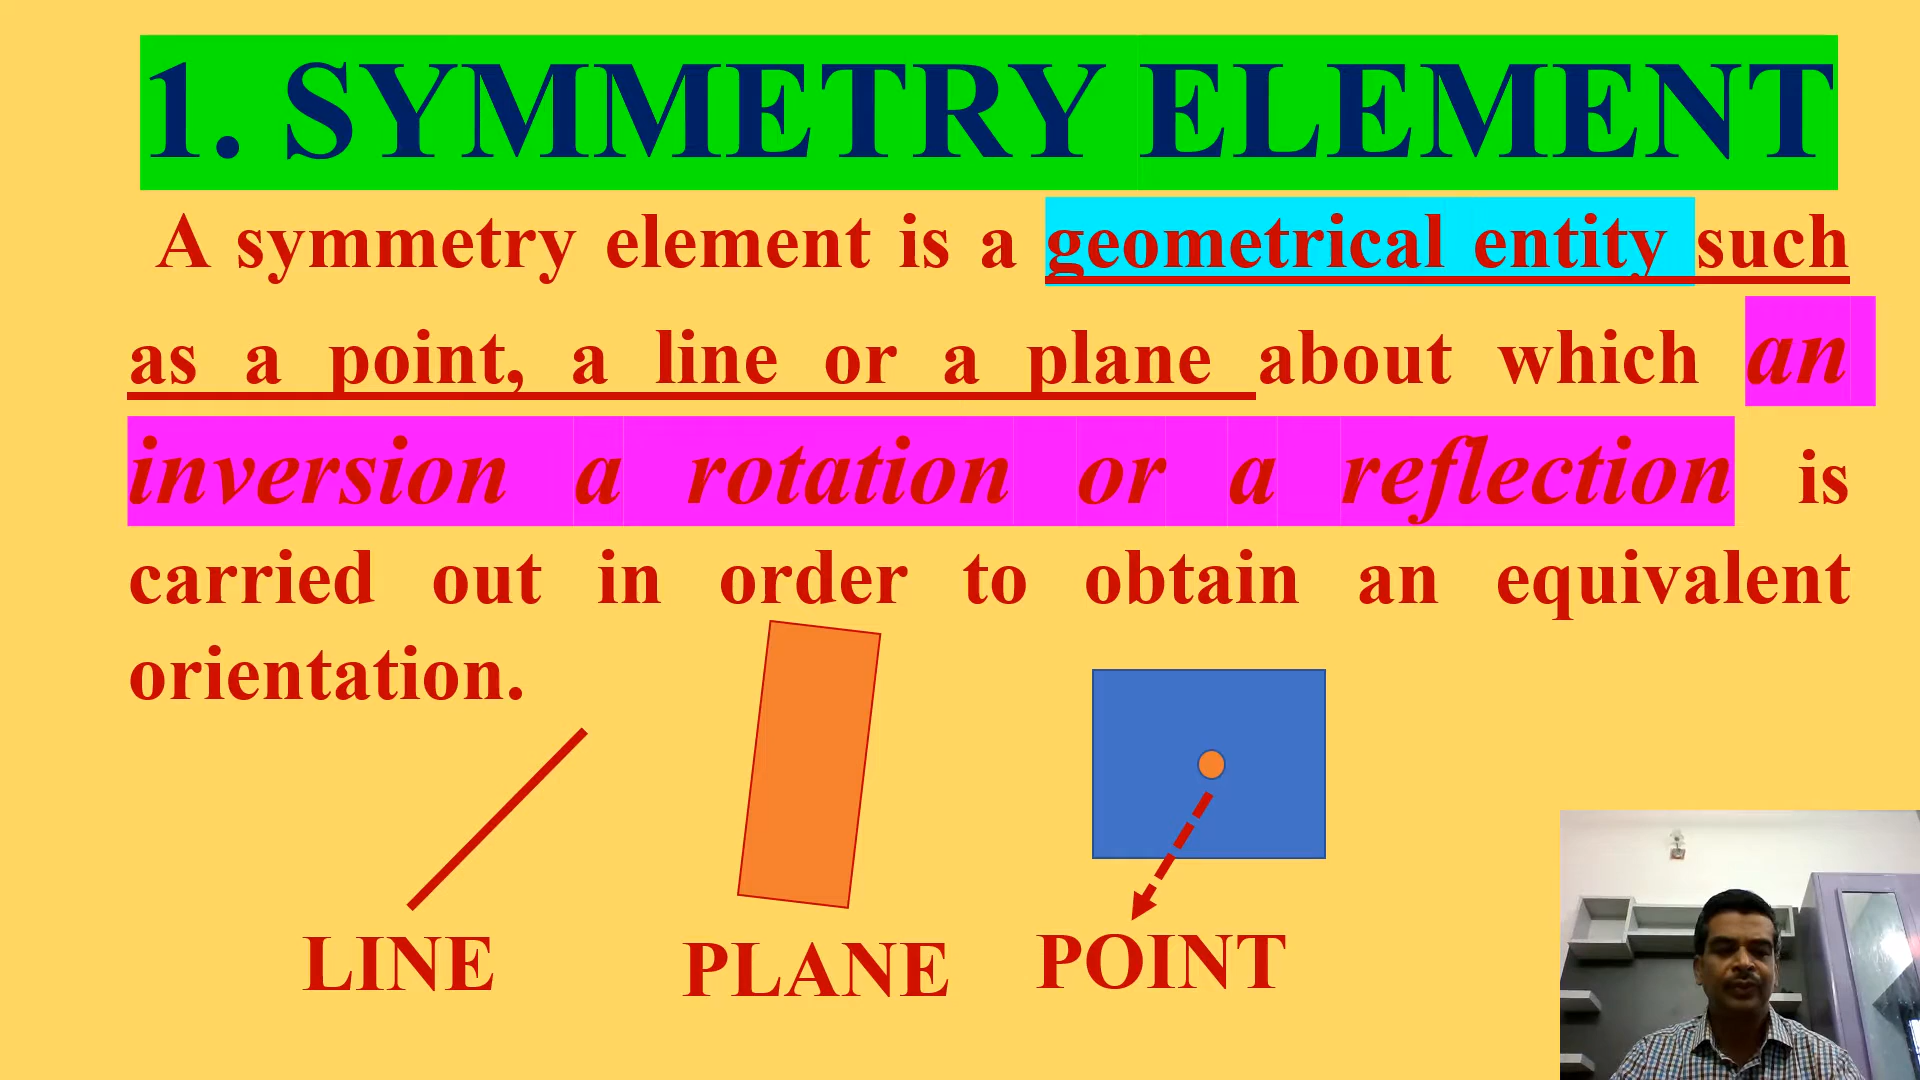 1. SYMMETRY ELEMENT
A symmetry element is a geometrical entity such
as a point, a line or a plane about which an
inversion a rotation or a reflection is
carried out in order to obtain an equivalent
orientation.
LINE
PLANE
POINT